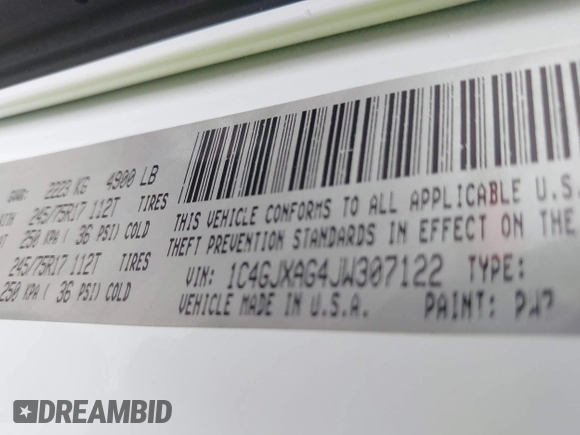 GVWR: 2223 KG 4900 LB
WITH 245/75R17 112T TIRES
AT 250 KPA ( 36 PSI) COLD
245/75R17 112T TIRES
250 KPA ( 36 PSI) COLD
THIS VEHICLE CONFORMS TO ALL APPLICABLE U.S.
THEFT PREVENTION STANDARDS IN EFFECT ON THE
VIN: 1C4GJXAG4JW307122 TYPE:
VEHICLE MADE IN U.S.A. PAINT: PW7
DREAMBID